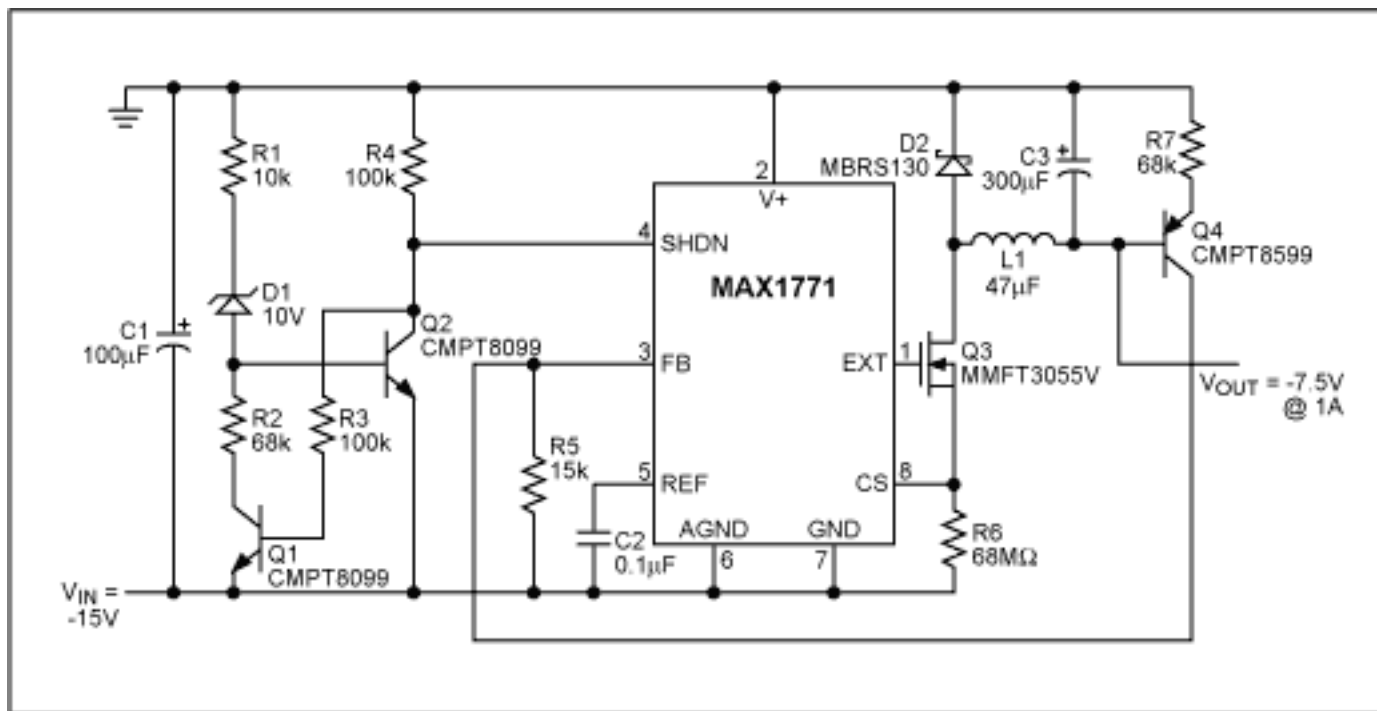 R1
10k
R4
100k
2
V+
D2
MBRS130
C3
300μF
+
R7
68k
4
SHDN
MAX1771
Q4
CMPT8599
L1
47μF
D1
10V
C1
100μF
+
Q2
CMPT8099
3
FB
EXT
1
Q3
MMFT3055V
VOUT = -7.5V
@ 1A
R2
68k
R3
100k
R5
15k
5
REF
CS
8
C2
0.1μF
AGND
6
GND
7
R6
68MΩ
Q1
CMPT8099
VIN =
-15V